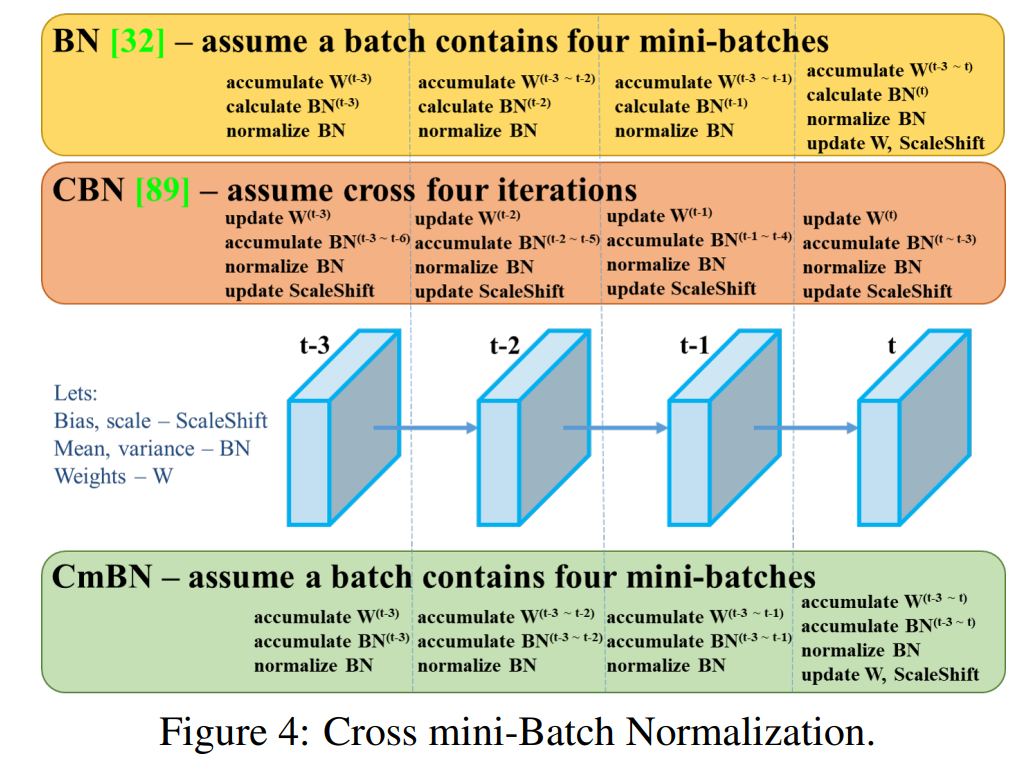 BN [32] – assume a batch contains four mini-batches
accumulate W(t-3)
calculate BN(t-3)
normalize BN
accumulate W(t-3 ~ t-2)
calculate BN(t-2)
normalize BN
accumulate W(t-3 ~ t-1)
calculate BN(t-1)
normalize BN
accumulate W(t-3 ~ t)
calculate BN(t)
normalize BN
update W, ScaleShift
CBN [89] – assume cross four iterations
update W(t-3)
accumulate BN(t-3 ~ t-6)
normalize BN
update ScaleShift
update W(t-2)
accumulate BN(t-2 ~ t-5)
normalize BN
update ScaleShift
update W(t-1)
accumulate BN(t-1 ~ t-4)
normalize BN
update ScaleShift
update W(t)
accumulate BN(t ~ t-3)
normalize BN
update ScaleShift
t-3
t-2
t-1
t
Lets:
Bias, scale – ScaleShift
Mean, variance – BN
Weights – W
CmBN – assume a batch contains four mini-batches
accumulate W(t-3)
accumulate BN(t-3)
normalize BN
accumulate W(t-3 ~ t-2)
accumulate BN(t-3 ~ t-2)
normalize BN
accumulate W(t-3 ~ t-1)
accumulate BN(t-3 ~ t-1)
normalize BN
accumulate W(t-3 ~ t)
accumulate BN(t-3 ~ t)
normalize BN
update W, ScaleShift
Figure 4: Cross mini-Batch Normalization.